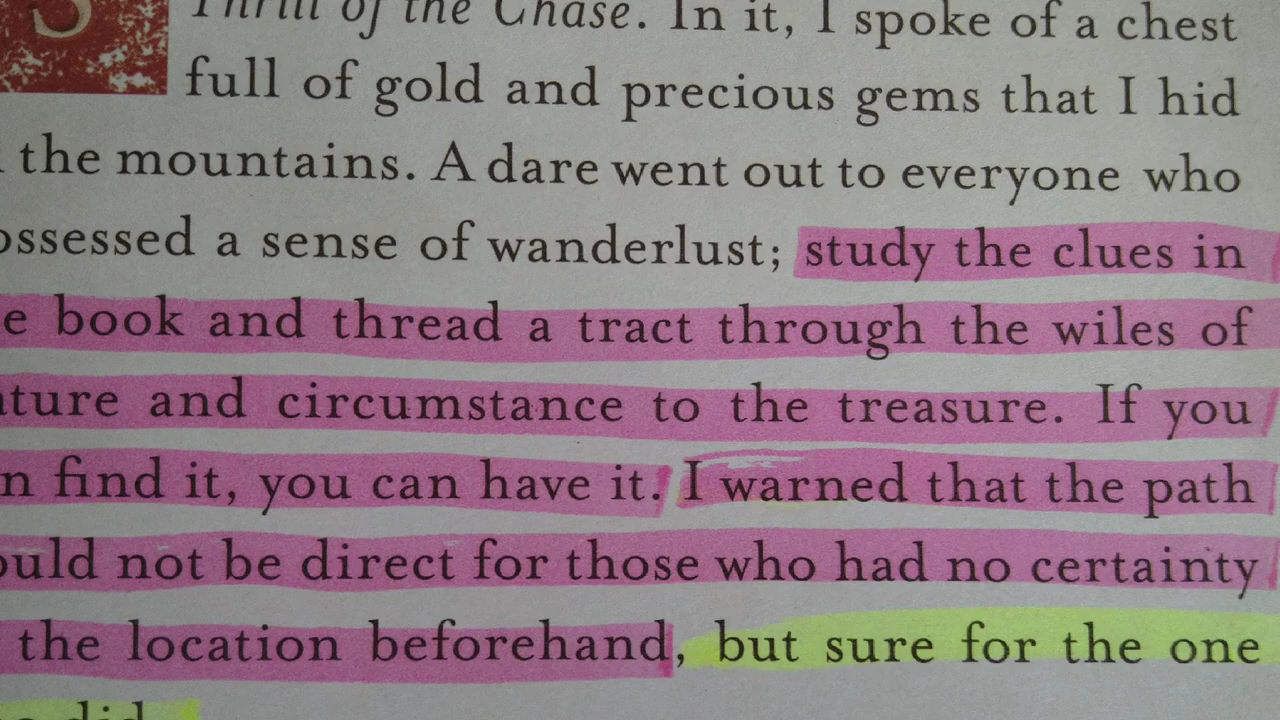 S
Thrill of the Chase. In it, I spoke of a chest
full of gold and precious gems that I hid
the mountains. A dare went out to everyone who
ossessed a sense of wanderlust; study the clues in
e book and thread a tract through the wiles of
ature and circumstance to the treasure. If you
n find it, you can have it. I warned that the path
ould not be direct for those who had no certainty
the location beforehand, but sure for the one
did.